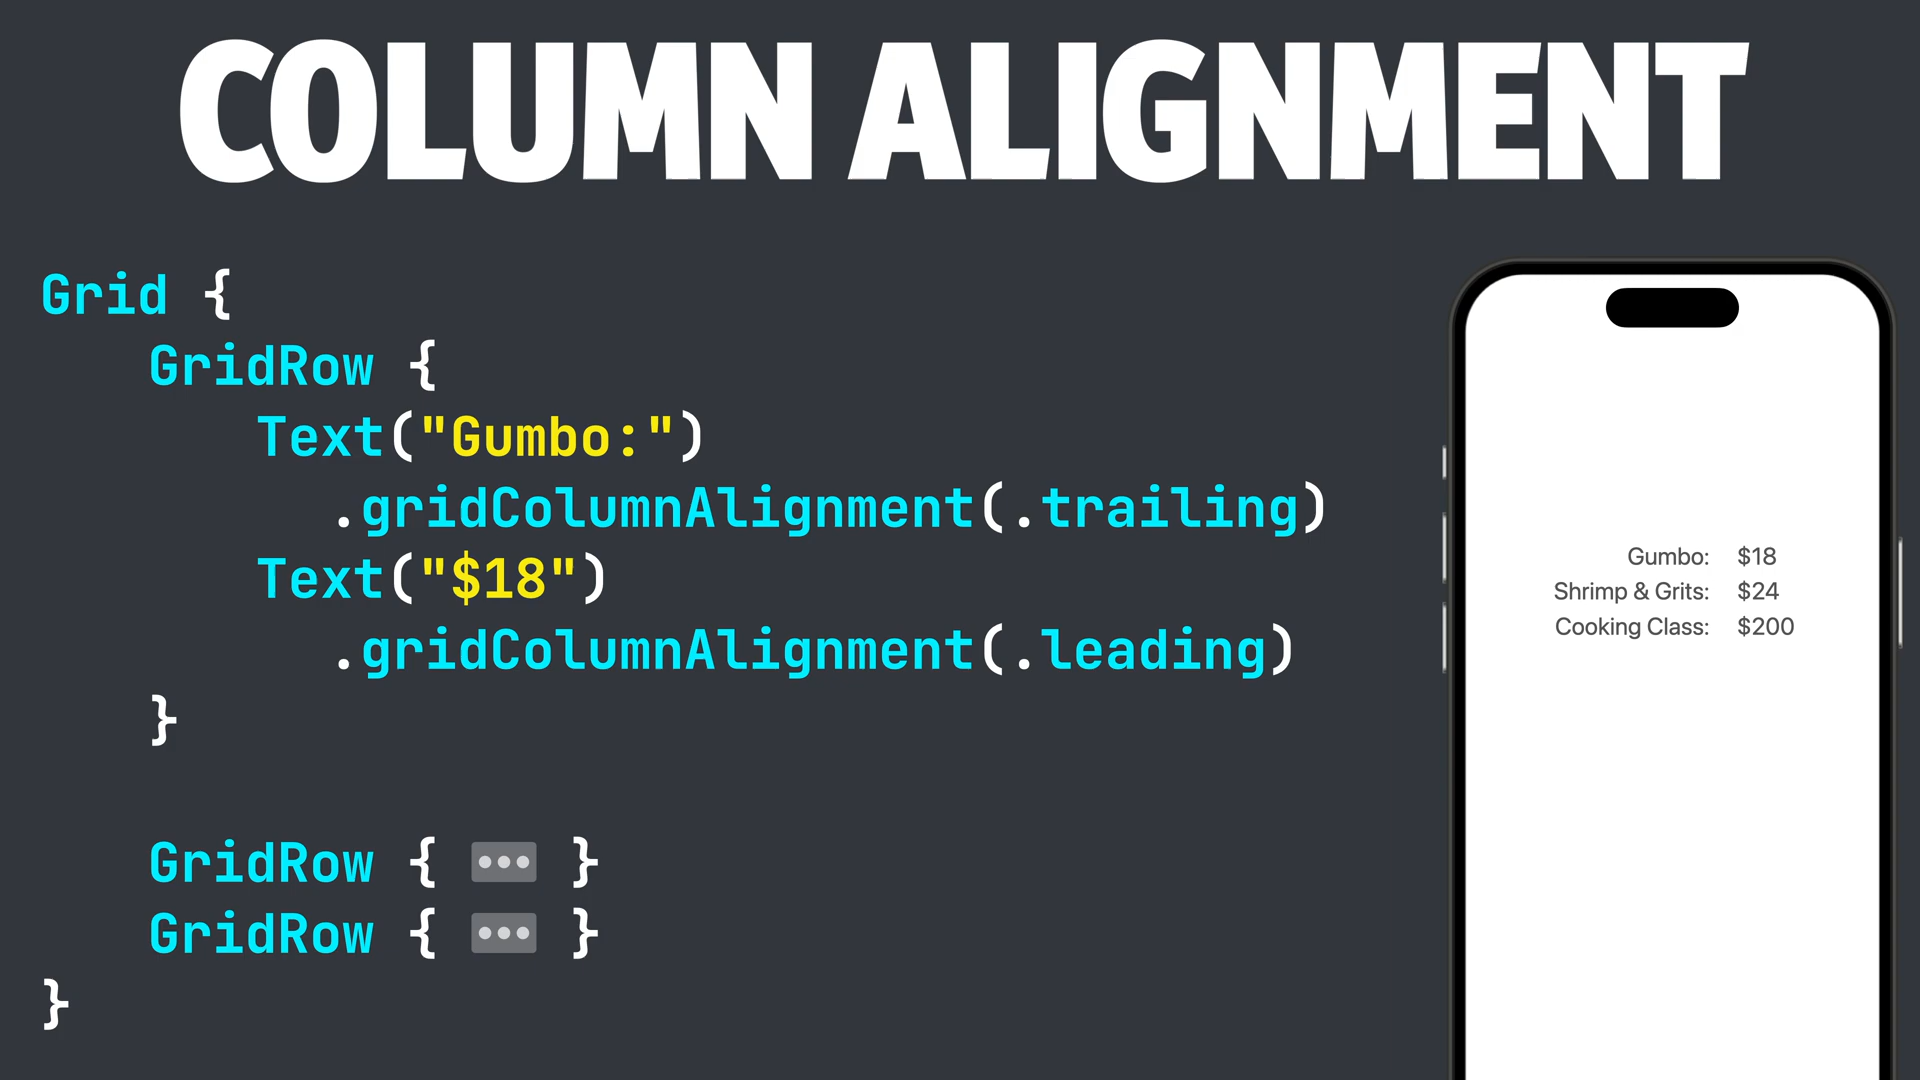 COLUMN ALIGNMENT
Grid {
    GridRow {
        Text("Gumbo:")
            .gridColumnAlignment(.trailing)
        Text("$18")
            .gridColumnAlignment(.leading)
    }
    GridRow { ••• }
    GridRow { ••• }
}
Gumbo: $18
Shrimp & Grits: $24
Cooking Class: $200